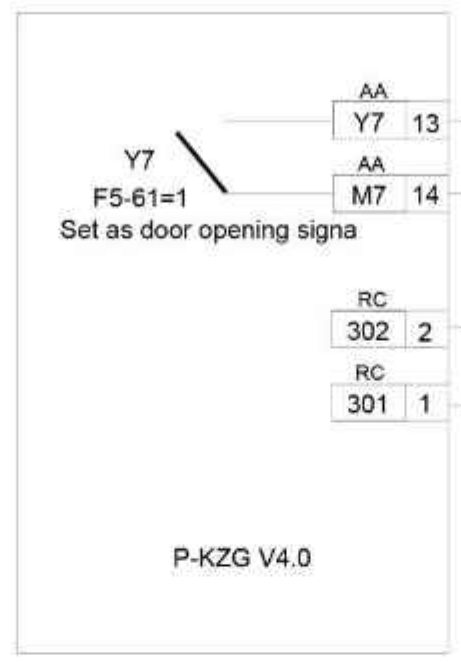 AA
Y7 13
Y7
AA
F5-61=1
M7 14
Set as door opening signa
RC
302 2
RC
301 1
P-KZG V4.0